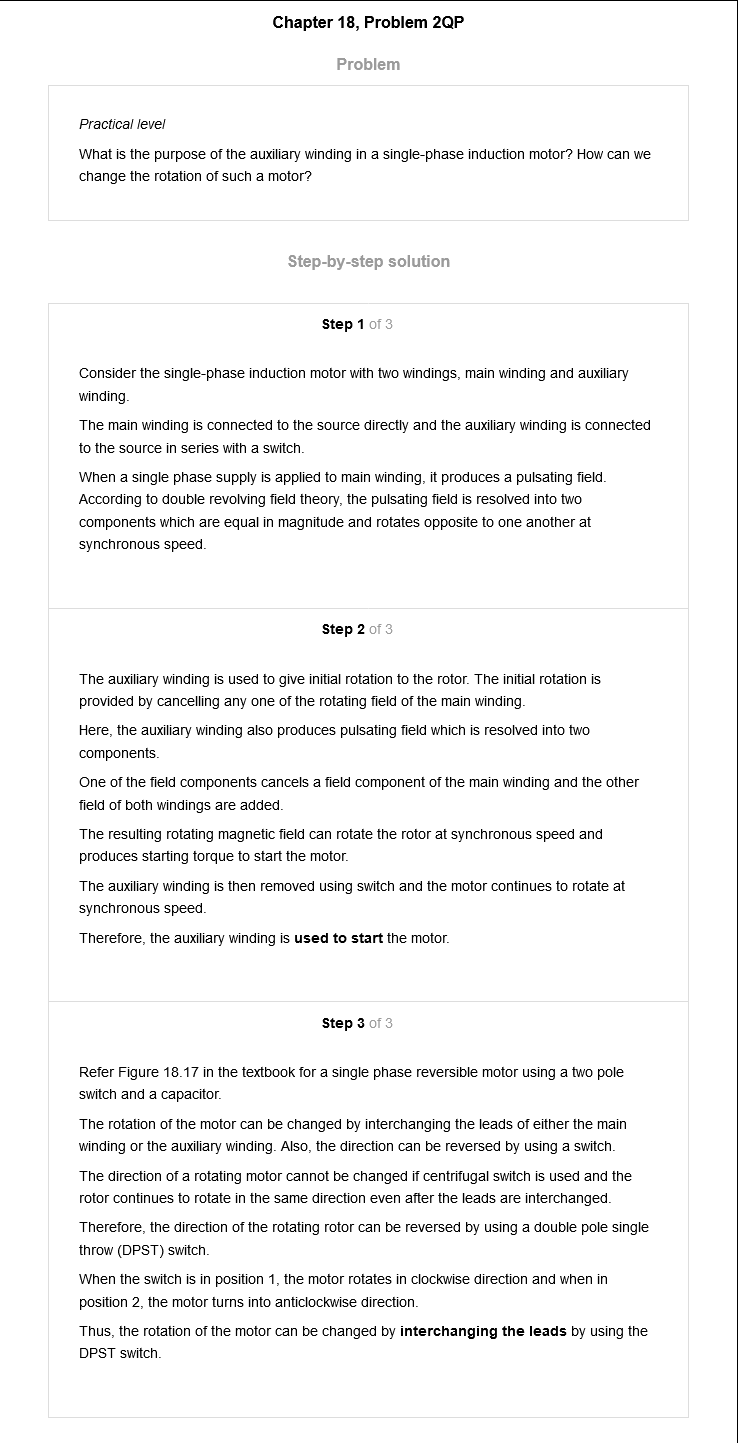 Chapter 18, Problem 2QP
Problem
Practical level
What is the purpose of the auxiliary winding in a single-phase induction motor? How can we
change the rotation of such a motor?
Step-by-step solution
Step 1 of 3
Consider the single-phase induction motor with two windings, main winding and auxiliary
winding.
The main winding is connected to the source directly and the auxiliary winding is connected
to the source in series with a switch.
When a single phase supply is applied to main winding, it produces a pulsating field.
According to double revolving field theory, the pulsating field is resolved into two
components which are equal in magnitude and rotates opposite to one another at
synchronous speed.
Step 2 of 3
The auxiliary winding is used to give initial rotation to the rotor. The initial rotation is
provided by cancelling any one of the rotating field of the main winding.
Here, the auxiliary winding also produces pulsating field which is resolved into two
components.
One of the field components cancels a field component of the main winding and the other
field of both windings are added.
The resulting rotating magnetic field can rotate the rotor at synchronous speed and
produces starting torque to start the motor.
The auxiliary winding is then removed using switch and the motor continues to rotate at
synchronous speed.
Therefore, the auxiliary winding is used to start the motor.
Step 3 of 3
Refer Figure 18.17 in the textbook for a single phase reversible motor using a two pole
switch and a capacitor.
The rotation of the motor can be changed by interchanging the leads of either the main
winding or the auxiliary winding. Also, the direction can be reversed by using a switch.
The direction of a rotating motor cannot be changed if centrifugal switch is used and the
rotor continues to rotate in the same direction even after the leads are interchanged.
Therefore, the direction of the rotating rotor can be reversed by using a double pole single
throw (DPST) switch.
When the switch is in position 1, the motor rotates in clockwise direction and when in
position 2, the motor turns into anticlockwise direction.
Thus, the rotation of the motor can be changed by interchanging the leads by using the
DPST switch.